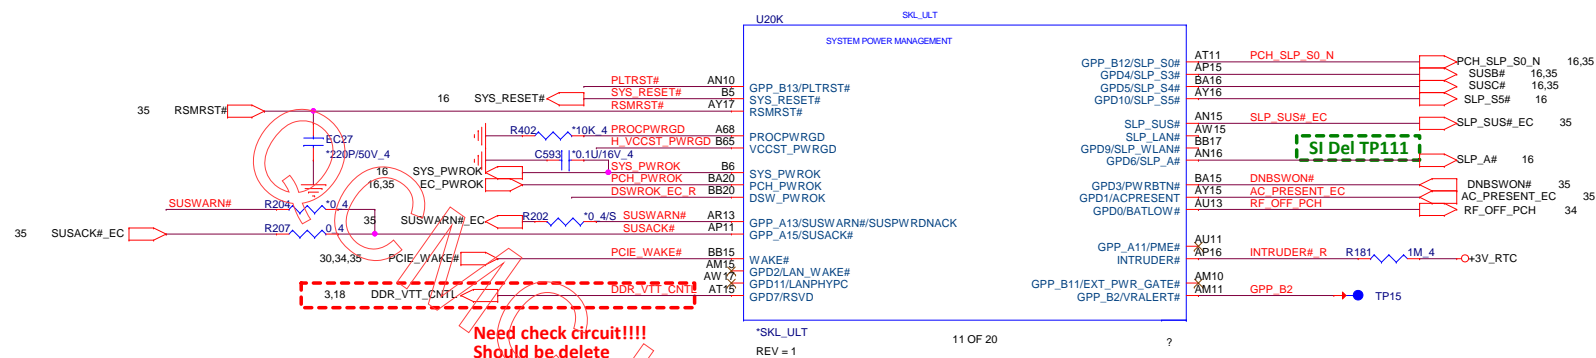 U20K
SKL_ULT
SYSTEM POWER MANAGEMENT
PLTRST# AN10 GPP_B13/PLTRST#
16 SYS_RESET# SYS_RESET# B5 SYS_RESET#
35 RSMRST# RSMRST# AY17 RSMRST#
EC27
*220P/50V_4
R402 *10K_4 PROCPWRGD A68 PROCPWRGD
H_VCCST_PWRGD B65 VCCST_PWRGD
C593 *0.1U/16V_4
16 SYS_PWROK SYS_PWROK B6 SYS_PWROK
16,35 EC_PWROK PCH_PWROK BA20 PCH_PWROK
DSWROK_EC_R BB20 DSW_PWROK
SUSWARN# R204 *0_4
35 SUSWARN#_EC R202 *0_4/S SUSWARN# AR13 GPP_A13/SUSWARN#/SUSPWRDNACK
35 SUSACK#_EC R207 0_4 SUSACK# AP11 GPP_A15/SUSACK#
30,34,35 PCIE_WAKE# PCIE_WAKE# BB15 WAKE#
AM15 GPD2/LAN_WAKE#
AW17 GPD11/LANPHYPC
3,18 DDR_VTT_CNTL DDR_VTT_CNTL AT15 GPD7/RSVD
Need check circuit!!!!
Should be delete
GPP_B12/SLP_S0# AT11 PCH_SLP_S0_N PCH_SLP_S0_N 16,35
GPD4/SLP_S3# AP15 SUSB# 16,35
GPD5/SLP_S4# BA16 SUSC# 16,35
GPD10/SLP_S5# AY16 SLP_S5# 16
SLP_SUS# AN15 SLP_SUS#_EC SLP_SUS#_EC 35
SLP_LAN# AW15
GPD9/SLP_WLAN# BB17
SI Del TP111
GPD6/SLP_A# AN16 SLP_A# 16
GPD3/PWRBTN# BA15 DNBSWON# DNBSWON# 35
GPD1/ACPRESENT AY15 AC_PRESENT_EC AC_PRESENT_EC 35
GPD0/BATLOW# AU13 RF_OFF_PCH RF_OFF_PCH 34
GPP_A11/PME# AU11
INTRUDER# AP16 INTRUDER#_R R181 1M_4 +3V_RTC
GPP_B11/EXT_PWR_GATE# AM10
GPP_B2/VRALERT# AM11 GPP_B2 TP15
*SKL_ULT
REV = 1
11 OF 20
?